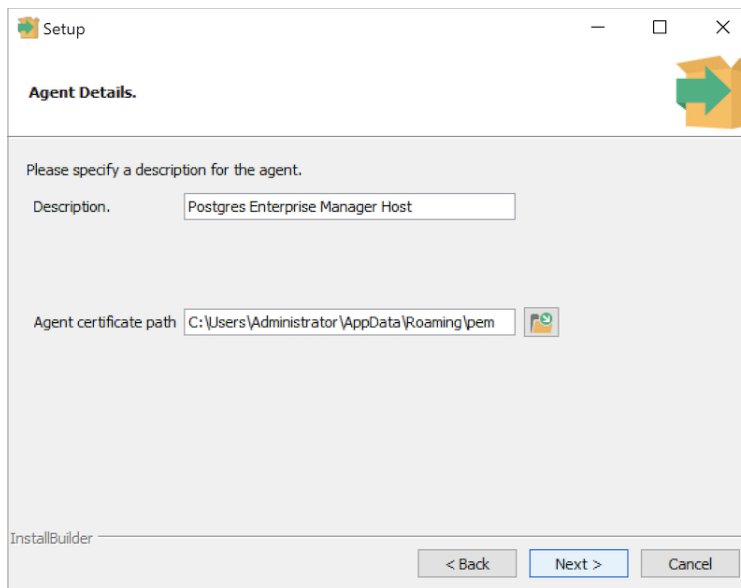 Setup
Agent Details.
Please specify a description for the agent.
Description.
Postgres Enterprise Manager Host
Agent certificate path
C:\Users\Administrator\AppData\Roaming\pem
InstallBuilder
< Back
Next >
Cancel